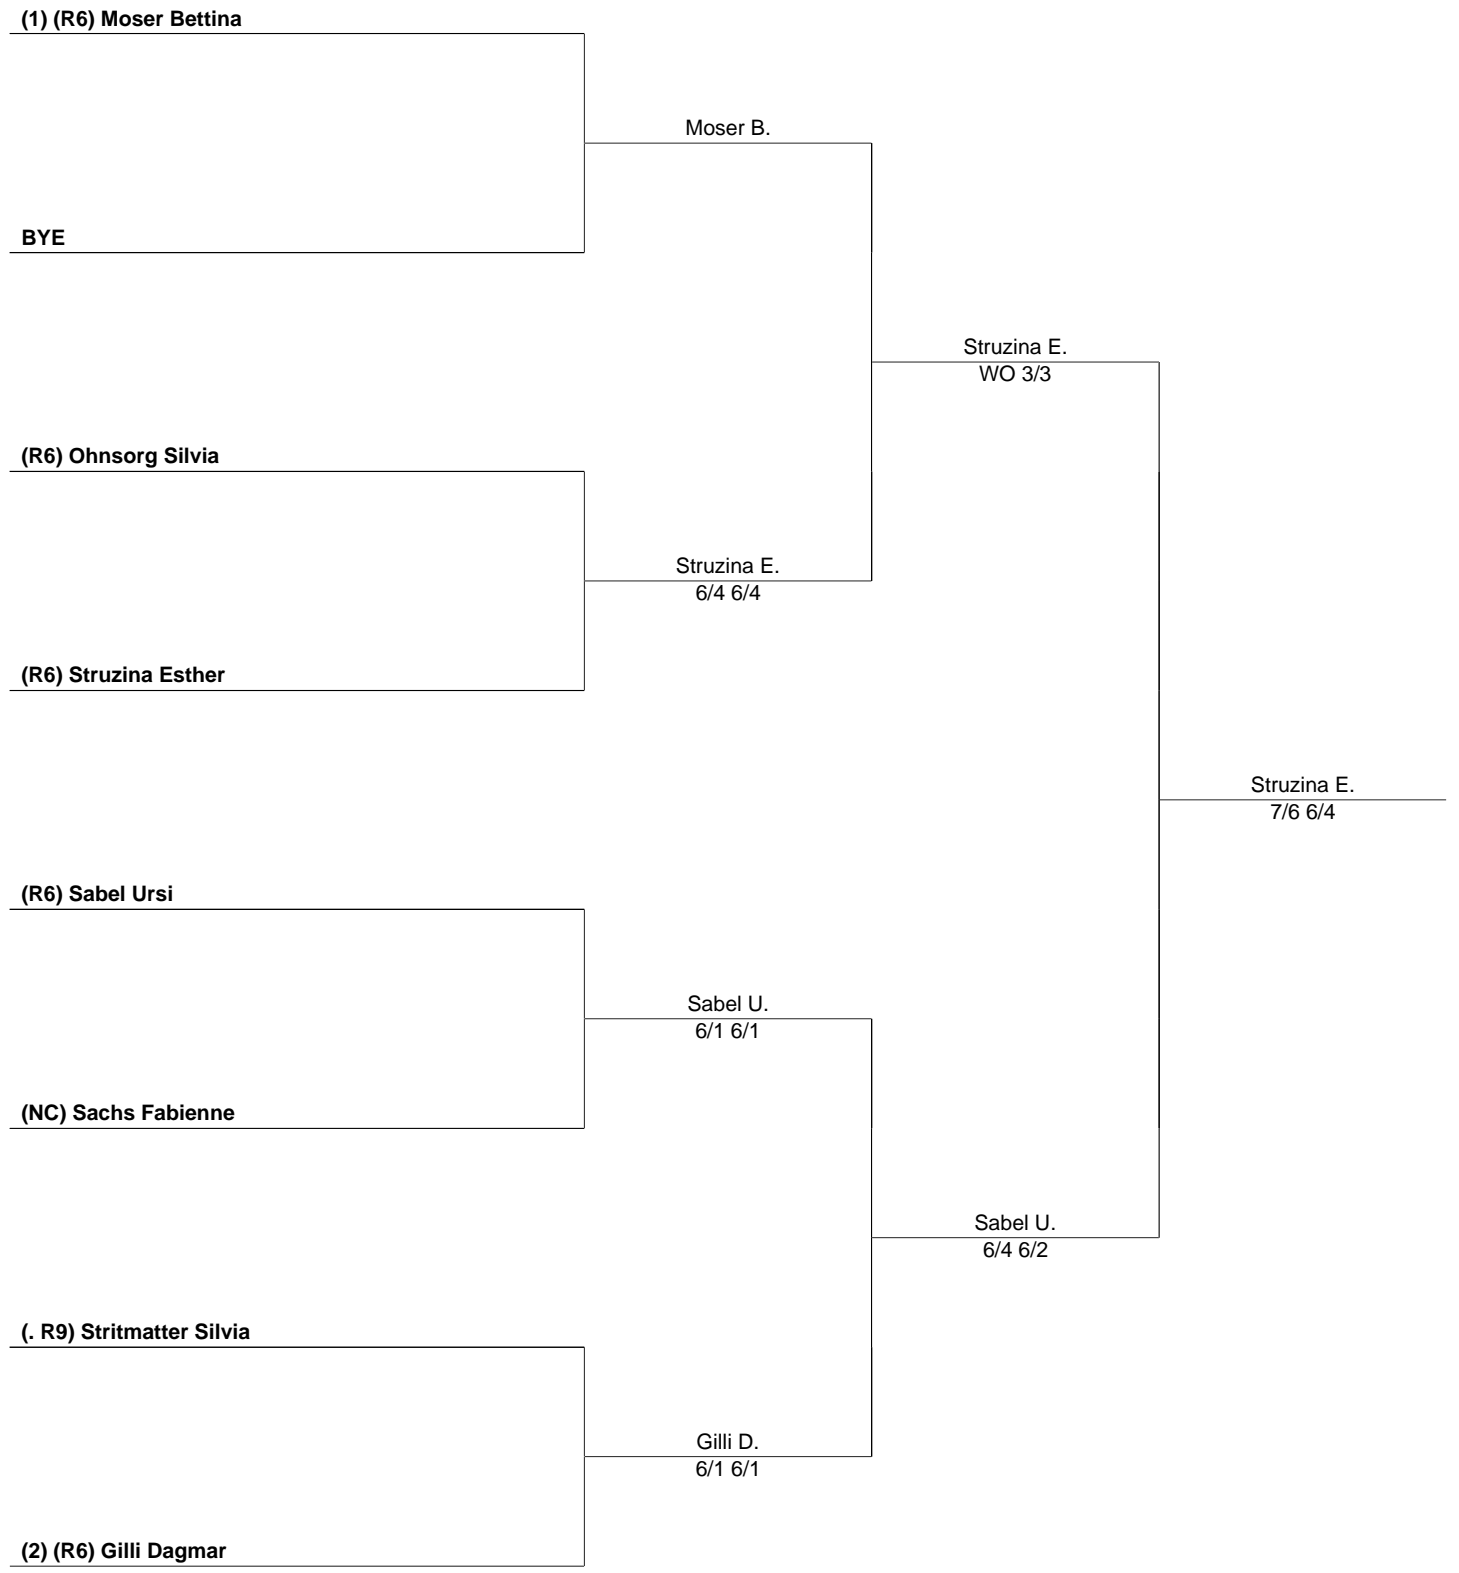 (1) (R6) Moser Bettina
Moser B.
BYE
Struzina E.
WO 3/3
(R6) Ohnsorg Silvia
Struzina E.
6/4 6/4
(R6) Struzina Esther
Struzina E.
7/6 6/4
(R6) Sabel Ursi
Sabel U.
6/1 6/1
(NC) Sachs Fabienne
Sabel U.
6/4 6/2
(. R9) Stritmatter Silvia
Gilli D.
6/1 6/1
(2) (R6) Gilli Dagmar